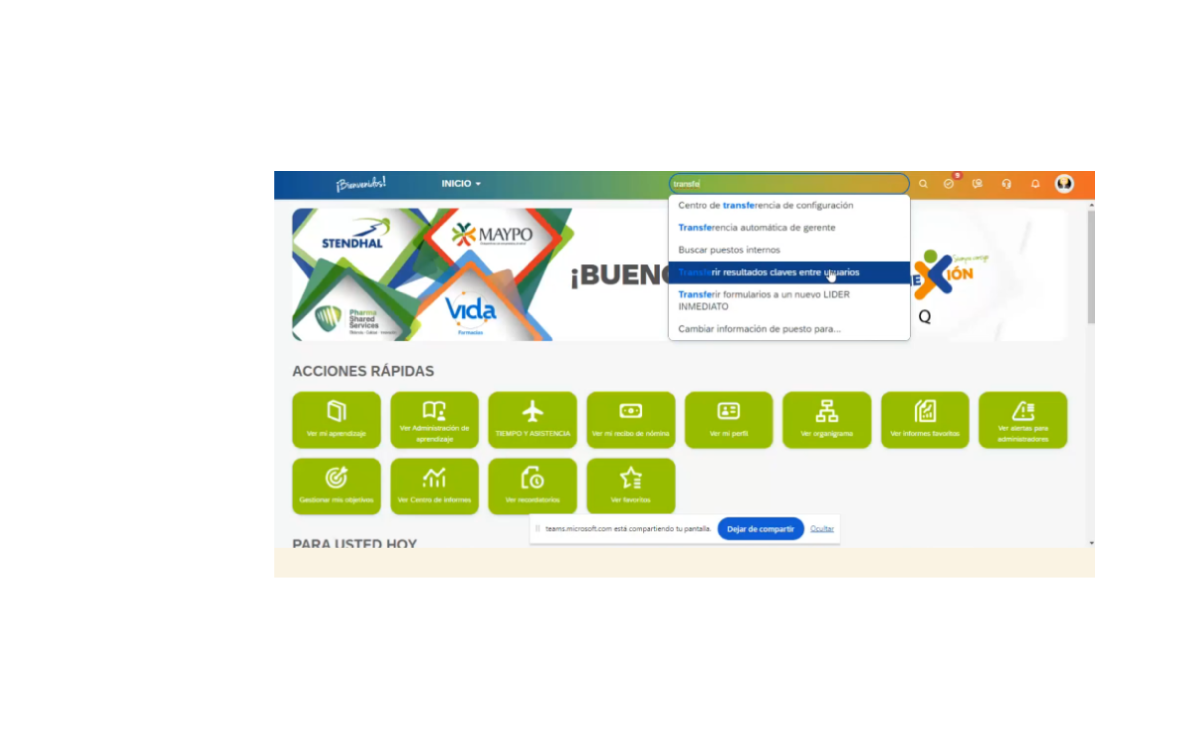 ¡Bienvenidos!
INICIO
transfe
9
Centro de transferencia de configuración
Transferencia automática de gerente
Buscar puestos internos
Transferir resultados claves entre usuarios
Transferir formularios a un nuevo LIDER
INMEDIATO
Cambiar información de puesto para...
STENDHAL
MAYPO
Vida
Farmacias
Pharma
Shared
Services
¡BUENO
IÓN
Q
ACCIONES RÁPIDAS
Ver mi aprendizaje
Ver Administración de
aprendizaje
TIEMPO Y ASISTENCIA
Ver mi recibo de nómina
Ver mi perfil
Ver organigrama
Ver informes favoritos
Ver alertas para
administradores
Gestionar mis objetivos
Ver Centro de informes
Ver recordatorios
Ver favoritos
teams.microsoft.com está compartiendo tu pantalla.
Dejar de compartir
Ocultar
PARA USTED HOY